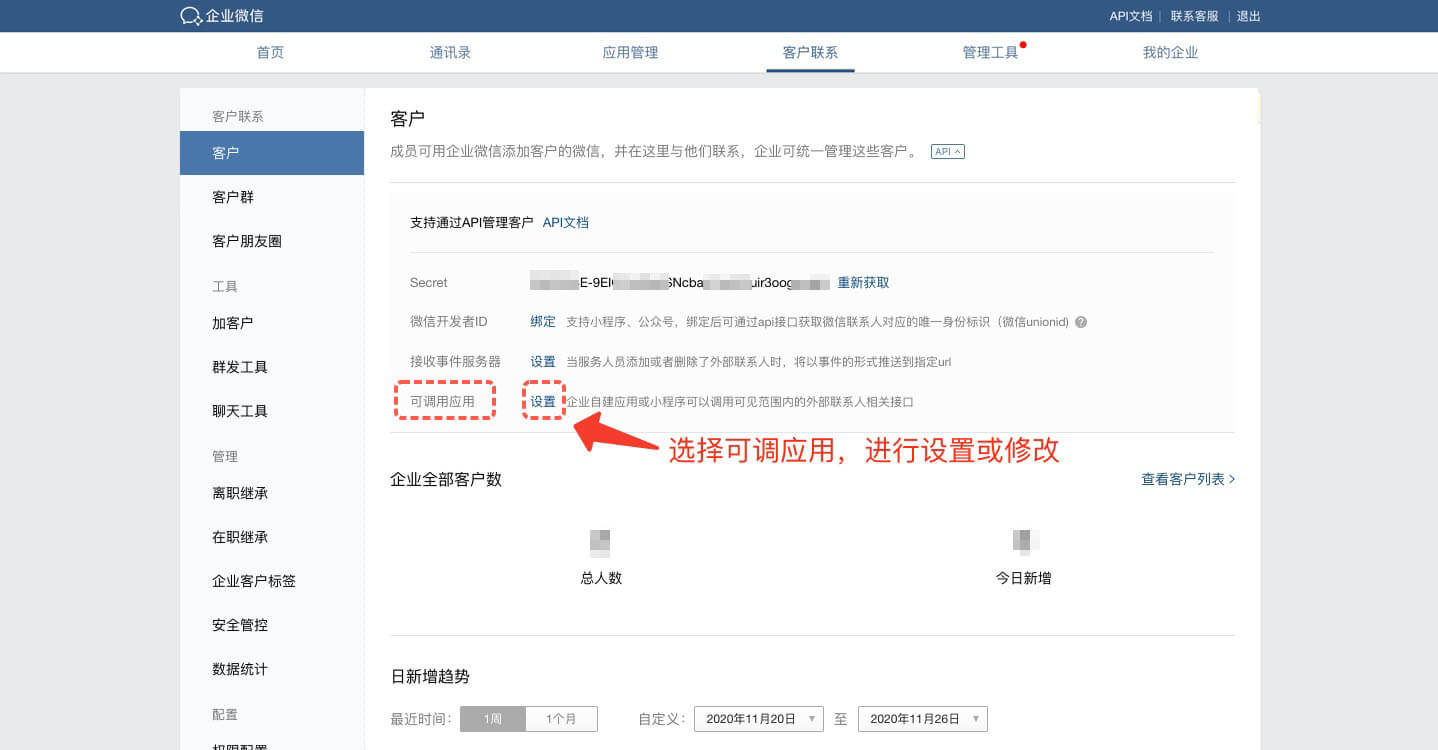 企业微信
API文档 | 联系客服 | 退出
首页 通讯录 应用管理 客户联系 管理工具 我的企业
客户联系
客户
客户群
客户朋友圈
工具
加客户
群发工具
聊天工具
管理
离职继承
在职继承
企业客户标签
安全管控
数据统计
配置
权限配置
客户
成员可用企业微信添加客户的微信，并在这里与他们联系，企业可统一管理这些客户。 API
支持通过API管理客户 API文档
Secret E-9EI Ncba uir3oog 重新获取
微信开发者ID 绑定 支持小程序、公众号，绑定后可通过api接口获取微信联系人对应的唯一身份标识（微信unionid) ?
接收事件服务器 设置 当服务人员添加或者删除了外部联系人时，将以事件的形式推送到指定url
可调用应用 设置 企业自建应用或小程序可以调用可见范围内的外部联系人相关接口
选择可调应用，进行设置或修改
企业全部客户数 查看客户列表 >
总人数 今日新增
日新增趋势
最近时间： 1周 1个月 自定义： 2020年11月20日 至 2020年11月26日